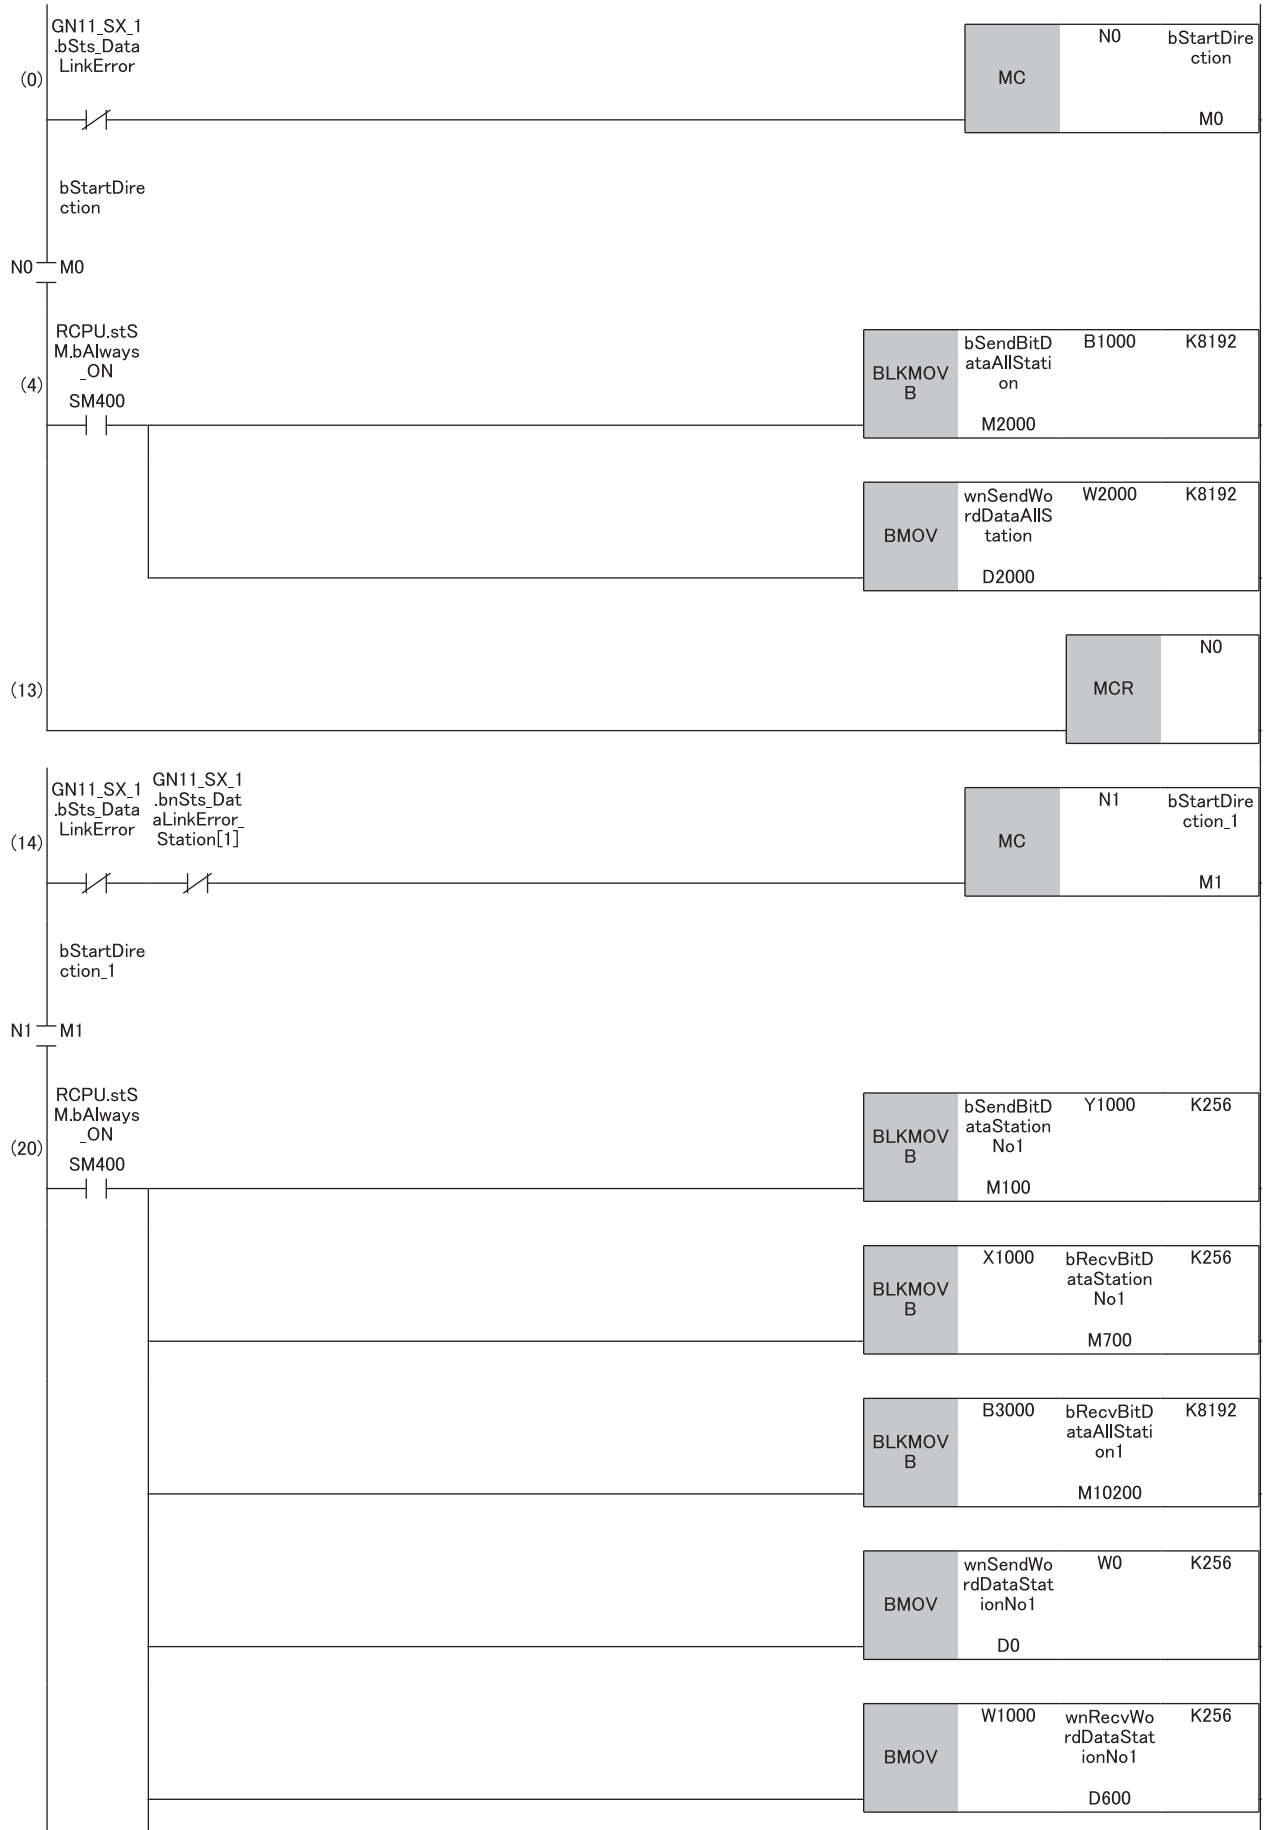 GN11_SX_1
.bSts_Data
LinkError
(0)
MC
N0
bStartDire
ction
M0
bStartDire
ction
N0
M0
RCPU.stS
M.bAlways
_ON
SM400
(4)
BLKMOV
B
bSendBitD
ataAllStati
on
M2000
B1000
K8192
BMOV
wnSendWo
rdDataAllS
tation
D2000
W2000
K8192
(13)
MCR
N0
GN11_SX_1
.bSts_Data
LinkError
GN11_SX_1
.bnSts_Dat
aLinkError_
Station[1]
(14)
MC
N1
bStartDire
ction_1
M1
bStartDire
ction_1
N1
M1
RCPU.stS
M.bAlways
_ON
SM400
(20)
BLKMOV
B
bSendBitD
ataStation
No1
M100
Y1000
K256
BLKMOV
B
X1000
bRecvBitD
ataStation
No1
M700
K256
BLKMOV
B
B3000
bRecvBitD
ataAllStati
on1
M10200
K8192
BMOV
wnSendWo
rdDataStat
ionNo1
D0
W0
K256
BMOV
W1000
wnRecvWo
rdDataStat
ionNo1
D600
K256